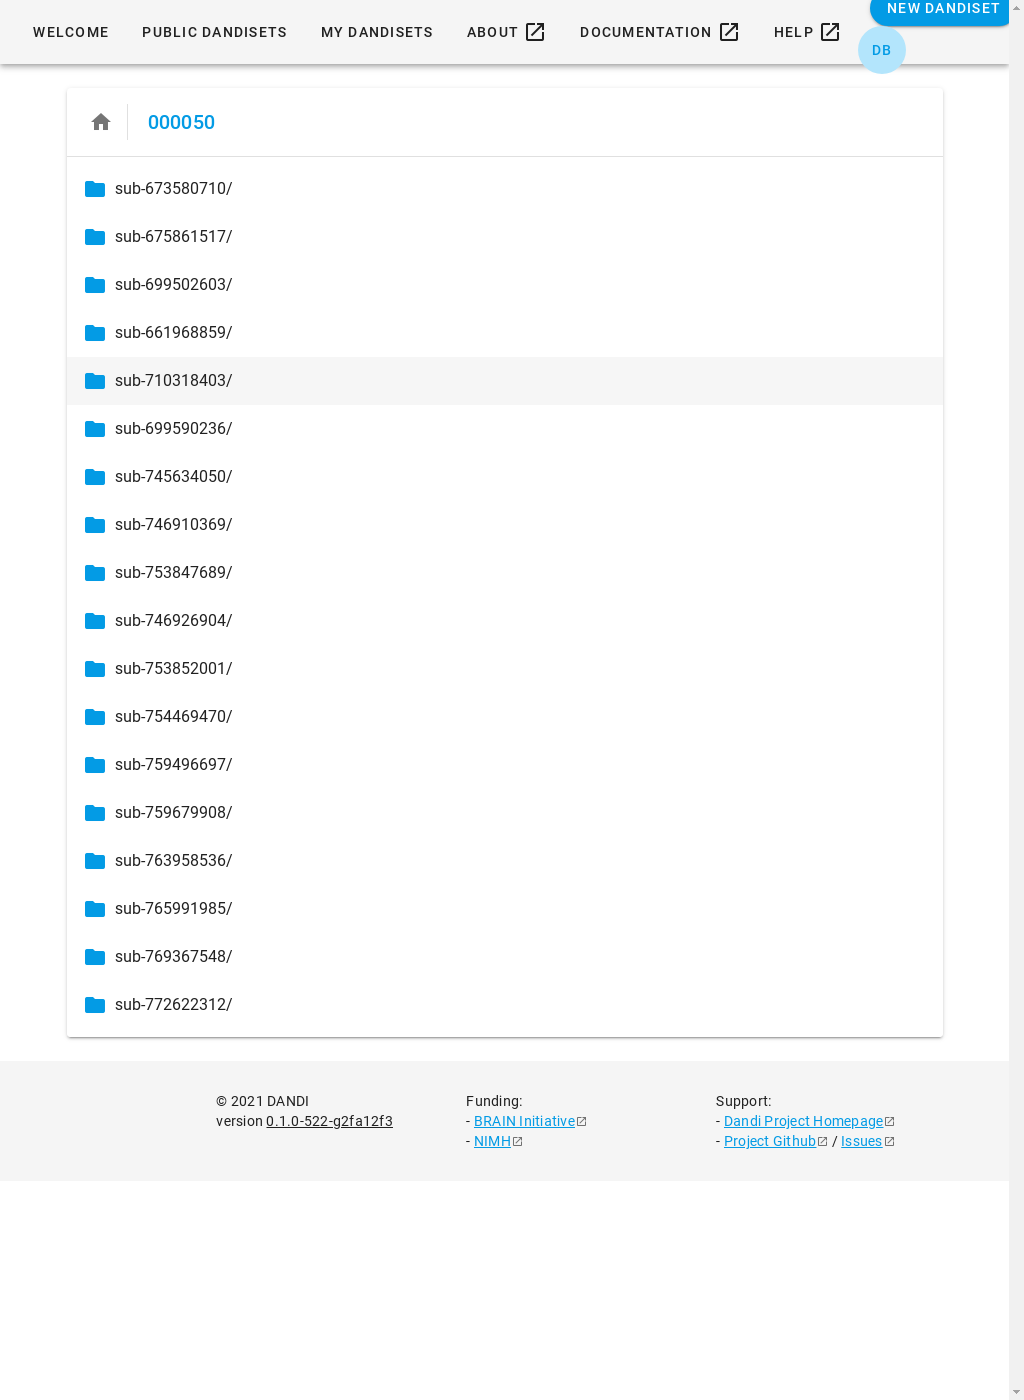 WELCOME PUBLIC DANDISETS MY DANDISETS ABOUT DOCUMENTATION HELP NEW DANDISET
DB
000050
sub-673580710/
sub-675861517/
sub-699502603/
sub-661968859/
sub-710318403/
sub-699590236/
sub-745634050/
sub-746910369/
sub-753847689/
sub-746926904/
sub-753852001/
sub-754469470/
sub-759496697/
sub-759679908/
sub-763958536/
sub-765991985/
sub-769367548/
sub-772622312/
© 2021 DANDI
version 0.1.0-522-g2fa12f3
Funding:
- BRAIN Initiative
- NIMH
Support:
- Dandi Project Homepage
- Project Github / Issues